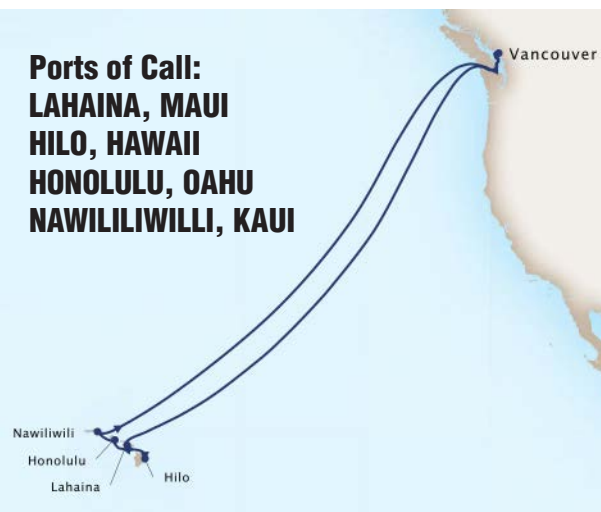 Ports of Call:
LAHAINA, MAUI
HILO, HAWAII
HONOLULU, OAHU
NAWILILIWILLI, KAUI
Vancouver
Nawiliwili
Honolulu
Lahaina
Hilo